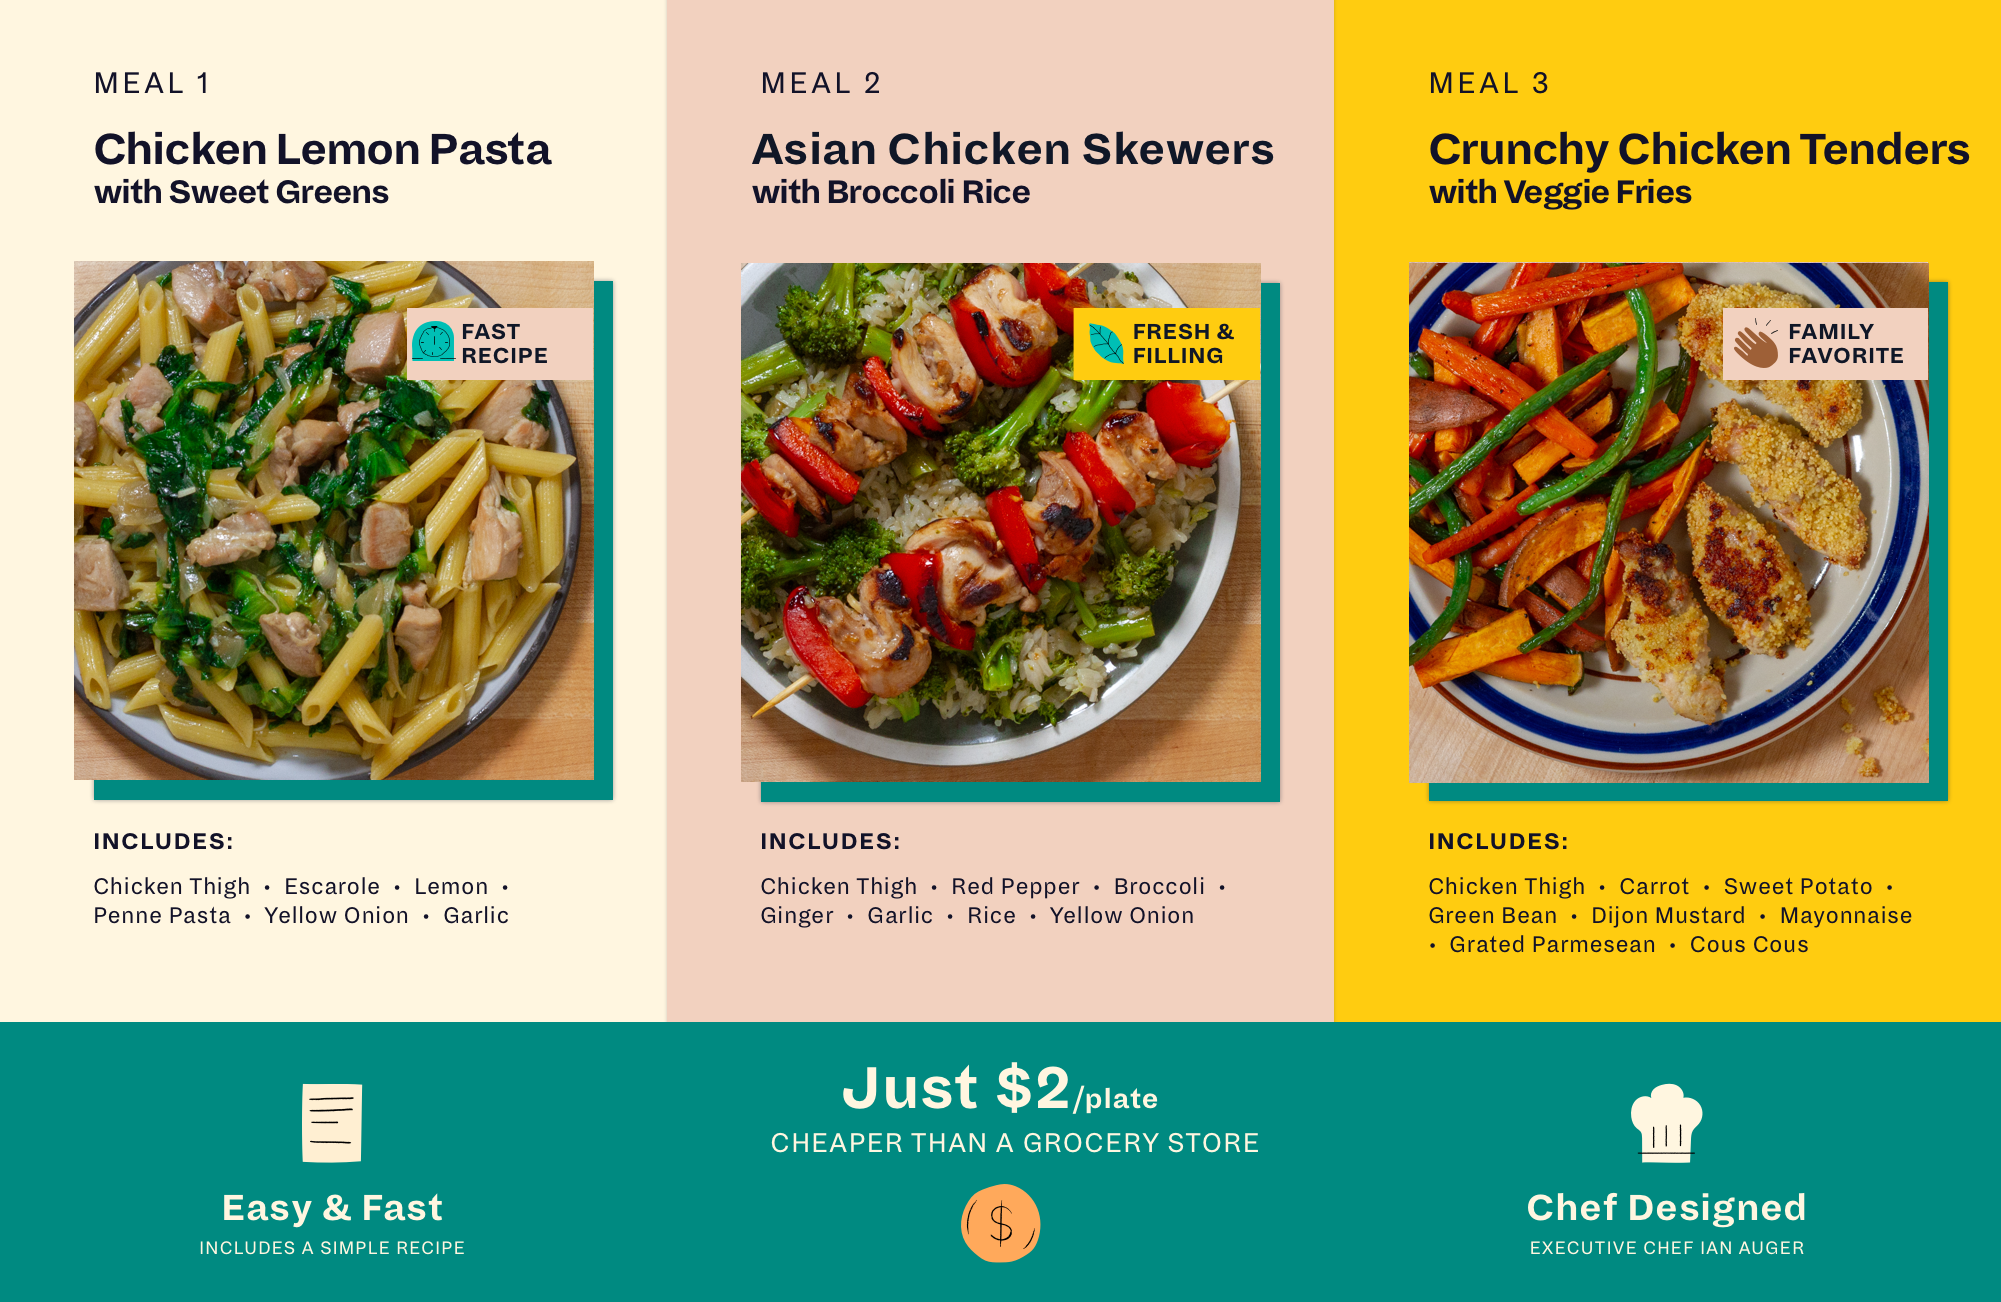 MEAL 1
Chicken Lemon Pasta
with Sweet Greens
FAST
RECIPE
INCLUDES:
Chicken Thigh • Escarole • Lemon •
Penne Pasta • Yellow Onion • Garlic
MEAL 2
Asian Chicken Skewers
with Broccoli Rice
FRESH &
FILLING
INCLUDES:
Chicken Thigh • Red Pepper • Broccoli •
Ginger • Garlic • Rice • Yellow Onion
MEAL 3
Crunchy Chicken Tenders
with Veggie Fries
FAMILY
FAVORITE
INCLUDES:
Chicken Thigh • Carrot • Sweet Potato •
Green Bean • Dijon Mustard • Mayonnaise
• Grated Parmesean • Cous Cous
Easy & Fast
INCLUDES A SIMPLE RECIPE
Just $2/plate
CHEAPER THAN A GROCERY STORE
$
Chef Designed
EXECUTIVE CHEF IAN AUGER